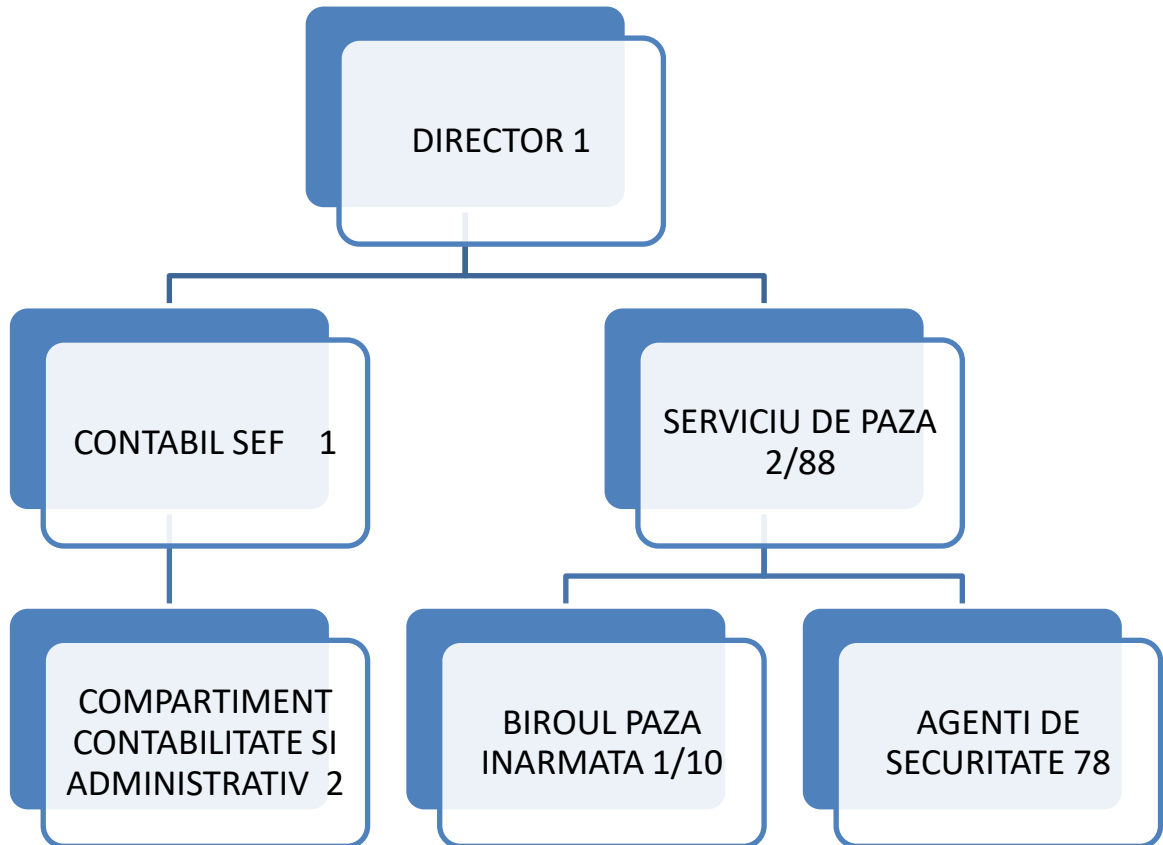 DIRECTOR 1
CONTABIL SEF 1
SERVICIU DE PAZA
2/88
COMPARTIMENT
CONTABILITATE SI
ADMINISTRATIV 2
BIROUL PAZA
INARMATA 1/10
AGENTI DE
SECURITATE 78